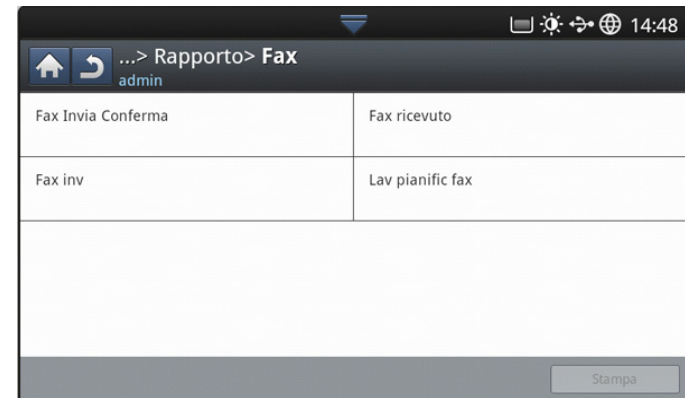 14:48
...> Rapporto> Fax
admin
Fax Invia Conferma
Fax ricevuto
Fax inv
Lav pianific fax
Stampa